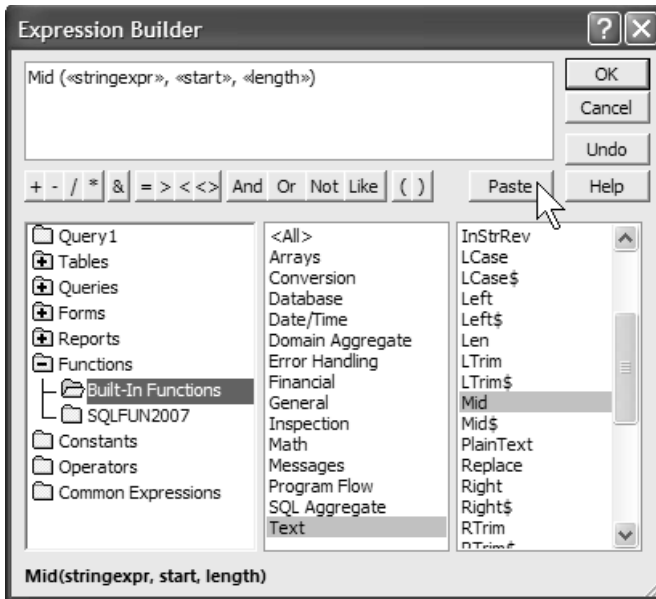 Expression Builder
Mid («stringexpr», «start», «length»)
OK
Cancel
Undo
+ - / * & = > < <> And Or Not Like ( ) Paste Help
Query1
Tables
Queries
Forms
Reports
Functions
Built-In Functions
SQLFUN2007
Constants
Operators
Common Expressions
<All>
Arrays
Conversion
Database
Date/Time
Domain Aggregate
Error Handling
Financial
General
Inspection
Math
Messages
Program Flow
SQL Aggregate
Text
InStrRev
LCase
LCase$
Left
Left$
Len
LTrim
LTrim$
Mid
Mid$
PlainText
Replace
Right
Right$
RTrim
RTrim$
Mid(stringexpr, start, length)